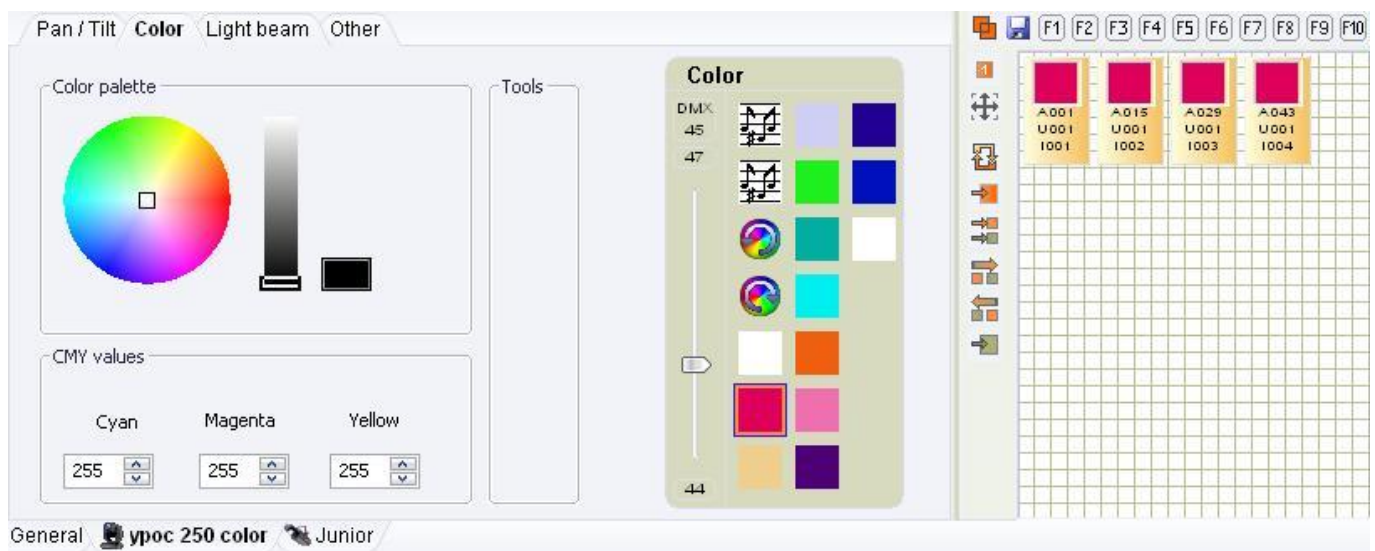 Pan / Tilt Color Light beam Other
F1 F2 F3 F4 F5 F6 F7 F8 F9 F10
Color palette
Tools
Color
DMX
45
47
44
CMY values
Cyan Magenta Yellow
255 255 255
A001 A015 A029 A043
U001 U001 U001 U001
I001 I002 I003 I004
General ypoc 250 color Junior